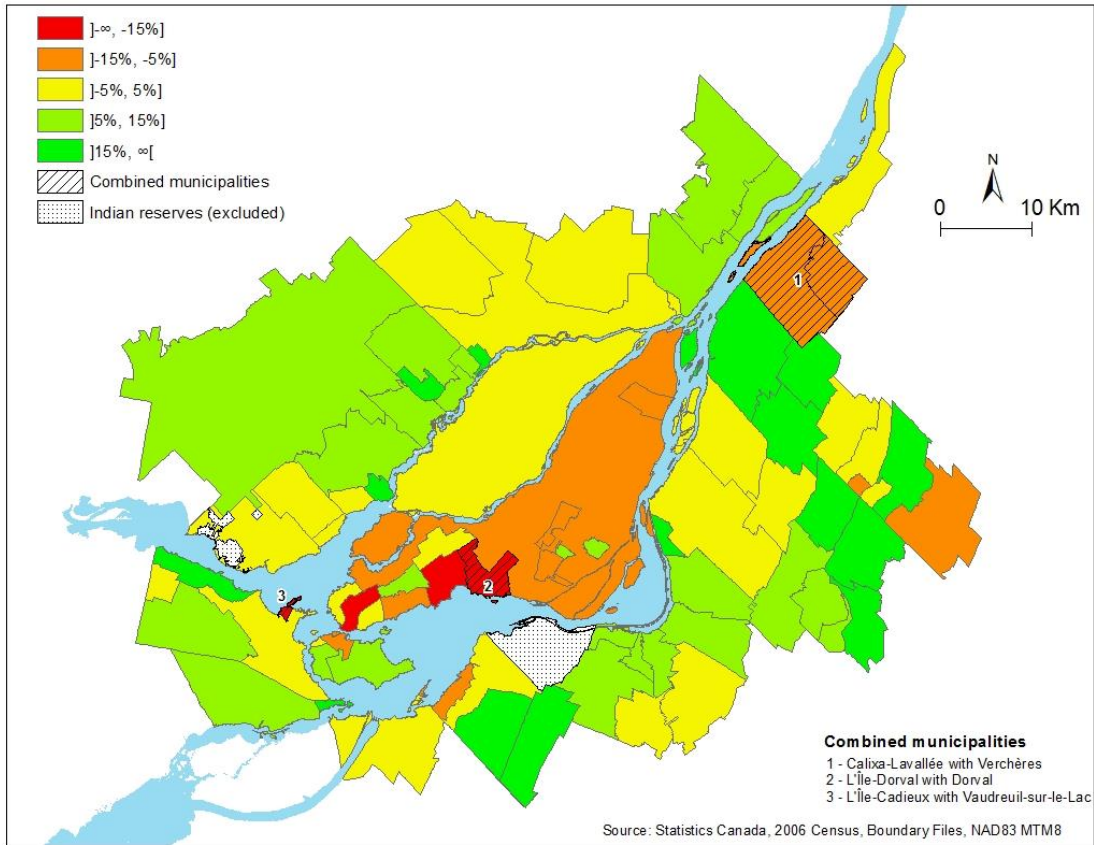 ]-∞, -15%]
]-15%, -5%]
]-5%, 5%]
]5%, 15%]
]15%, ∞[
Combined municipalities
Indian reserves (excluded)
N
0 10 Km
1
2
3
Combined municipalities
1 - Calixa-Lavallée with Verchères
2 - L'Île-Dorval with Dorval
3 - L'Île-Cadieux with Vaudreuil-sur-le-Lac
Source: Statistics Canada, 2006 Census, Boundary Files, NAD83 MTM8